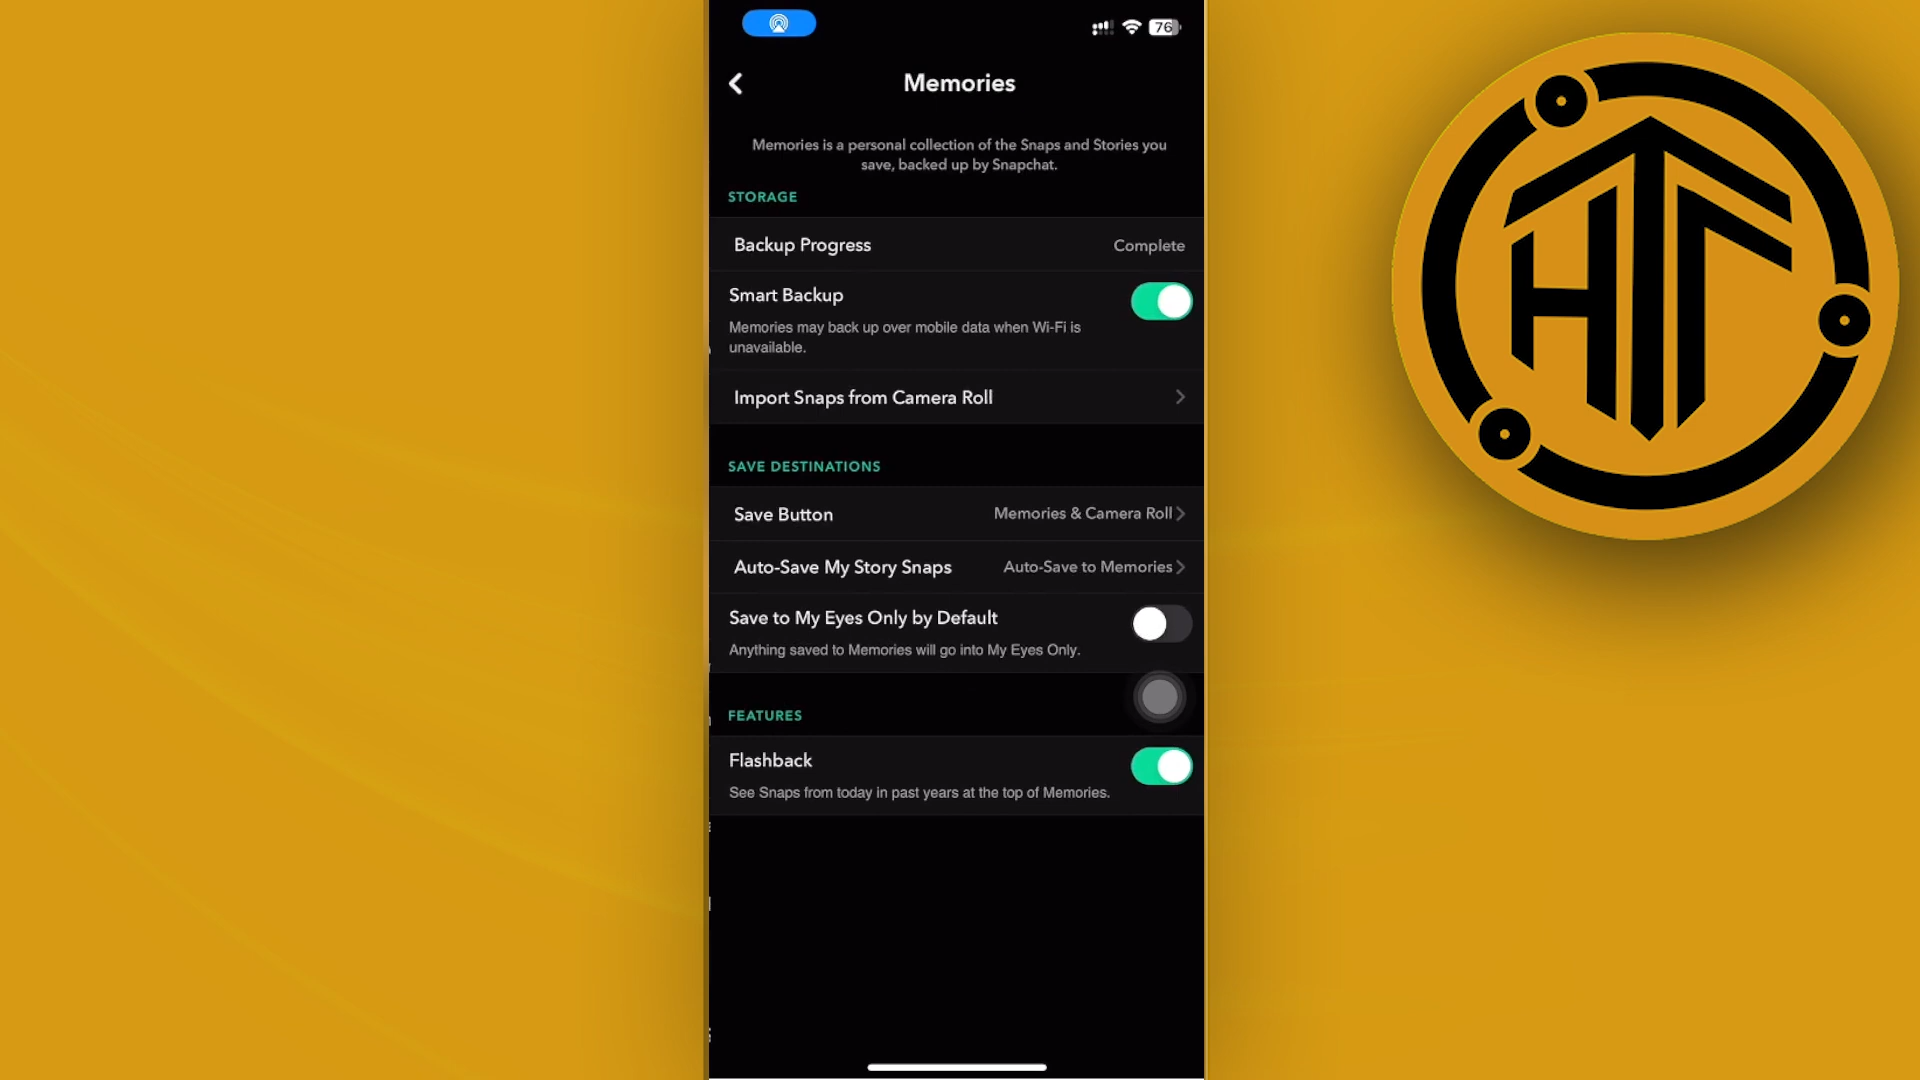 76
Memories
Memories is a personal collection of the Snaps and Stories you
save, backed up by Snapchat.
STORAGE
Backup Progress Complete
Smart Backup
Memories may back up over mobile data when Wi-Fi is
unavailable.
Import Snaps from Camera Roll
SAVE DESTINATIONS
Save Button Memories & Camera Roll
Auto-Save My Story Snaps Auto-Save to Memories
Save to My Eyes Only by Default
Anything saved to Memories will go into My Eyes Only.
FEATURES
Flashback
See Snaps from today in past years at the top of Memories.